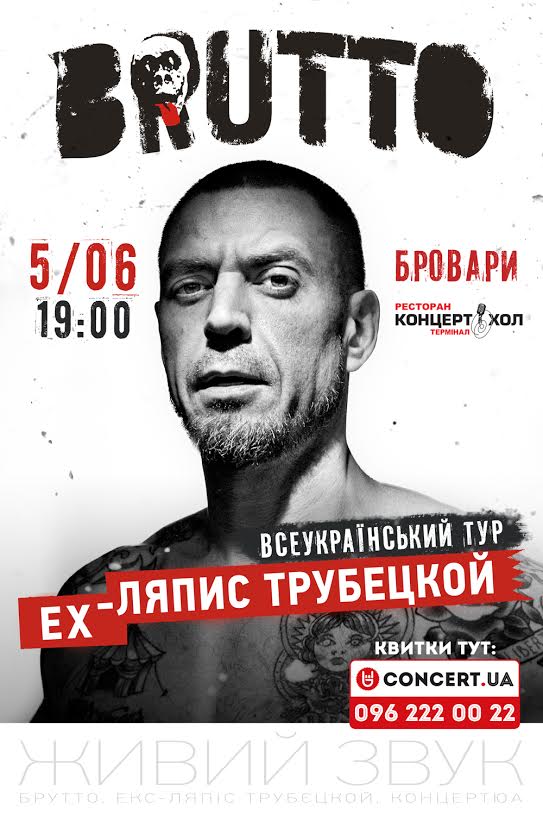 BRUTTO
5/06
19:00
БРОВАРИ
РЕСТОРАН
КОНЦЕРТ ХОЛ
ТЕРМІНАЛ
ВСЕУКРАЇНСЬКИЙ ТУР
EX-ЛЯПИС ТРУБЕЦКОЙ
КВИТКИ ТУТ:
CONCERT.UA
096 222 00 22
ЖИВИЙ ЗВУК
БРУТТО, ЕКС-ЛЯПІС ТРУБЄЦКОЙ, КОНЦЕРТЮА